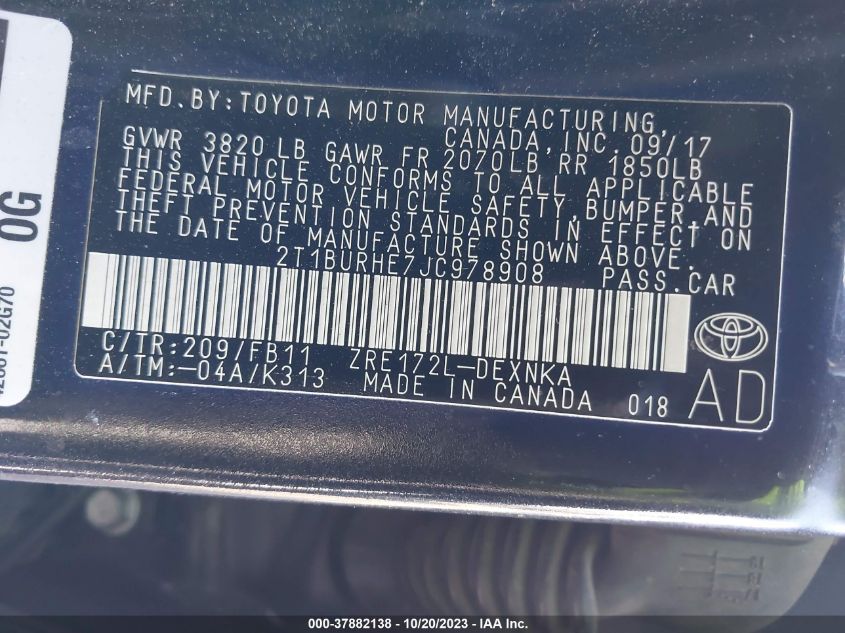 MFD.BY:TOYOTA MOTOR MANUFACTURING,
CANADA,INC. 09/17
GVWR 3820 LB GAWR FR 2070LB RR 1850LB
THIS VEHICLE CONFORMS TO ALL APPLICABLE
FEDERAL MOTOR VEHICLE SAFETY,BUMPER,AND
THEFT PREVENTION STANDARDS IN EFFECT ON
THE DATE OF MANUFACTURE SHOWN ABOVE.
2T1BURHE7JC978908 PASS.CAR
C/TR:209/FB11 ZRE172L-DEXNKA
A/TM:-04A/K313 MADE IN CANADA 018 AD
0G
000-37882138 - 10/20/2023 - IAA Inc.